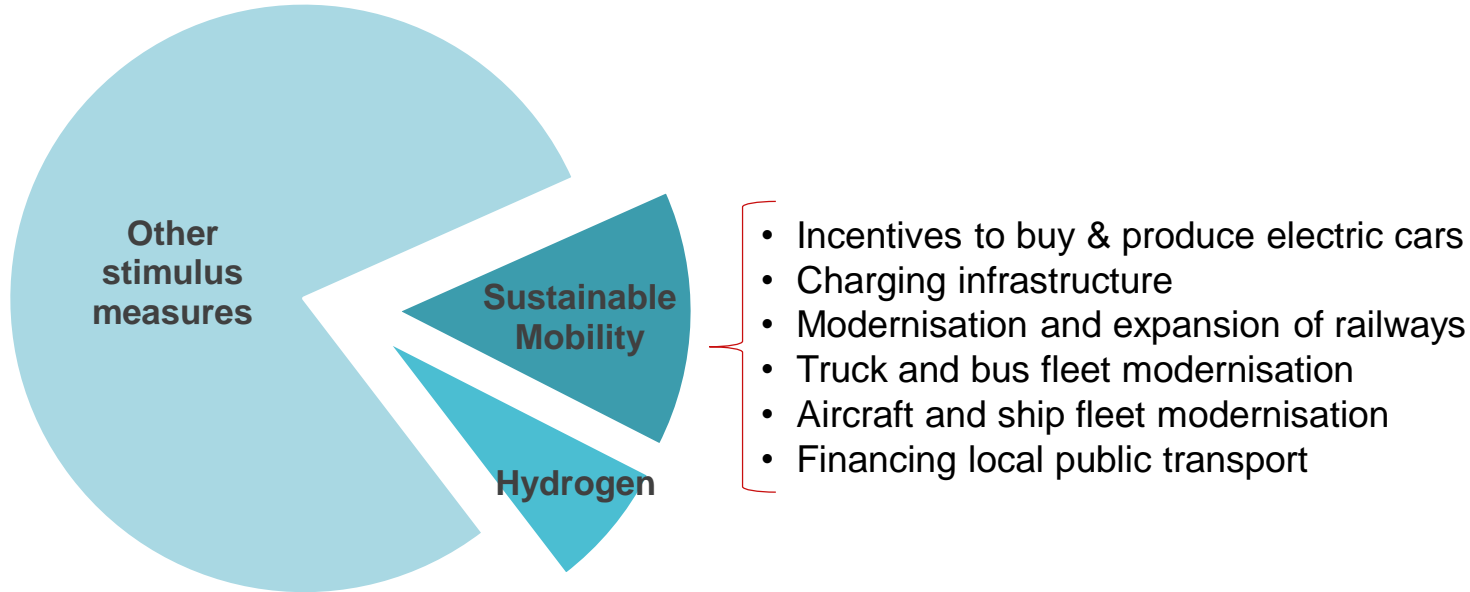 Other
stimulus
measures
Sustainable
Mobility
Hydrogen
• Incentives to buy & produce electric cars
• Charging infrastructure
• Modernisation and expansion of railways
• Truck and bus fleet modernisation
• Aircraft and ship fleet modernisation
• Financing local public transport